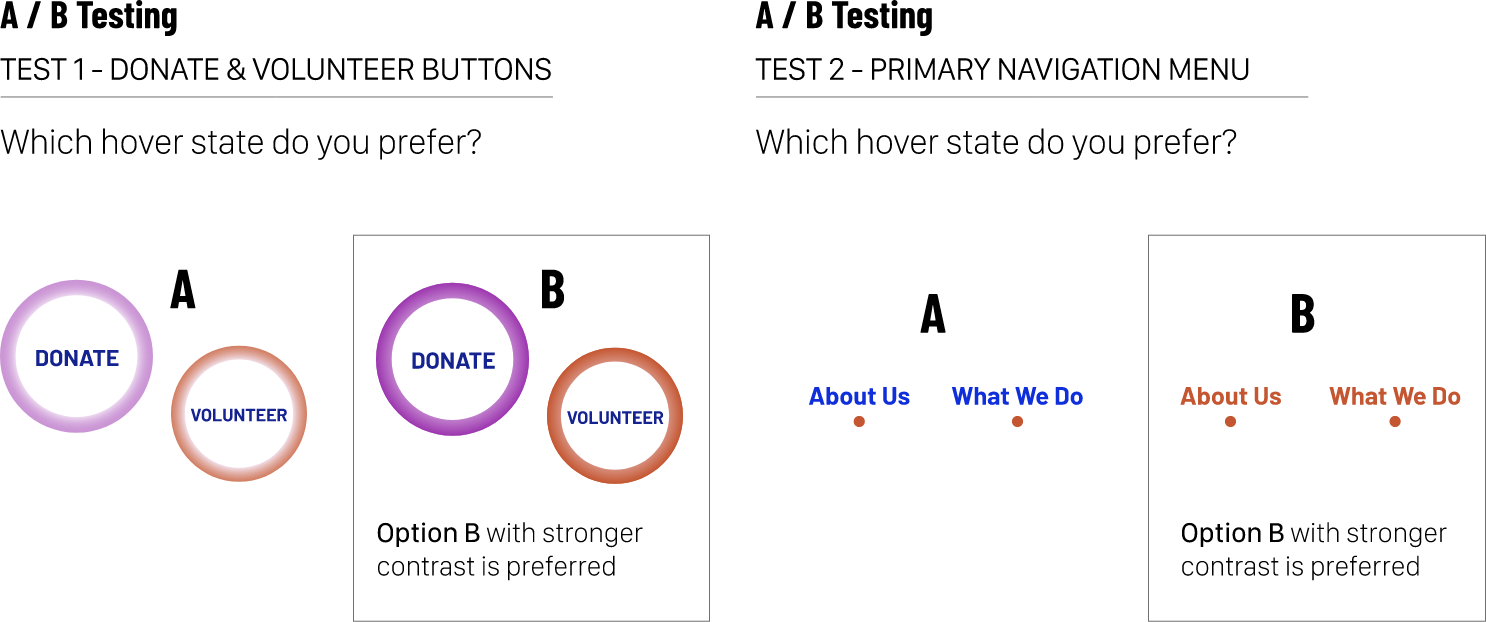 A / B Testing
TEST 1 - DONATE & VOLUNTEER BUTTONS
Which hover state do you prefer?
A
DONATE
VOLUNTEER
B
DONATE
VOLUNTEER
Option B with stronger
contrast is preferred
A / B Testing
TEST 2 - PRIMARY NAVIGATION MENU
Which hover state do you prefer?
A
About Us What We Do
B
About Us What We Do
Option B with stronger
contrast is preferred